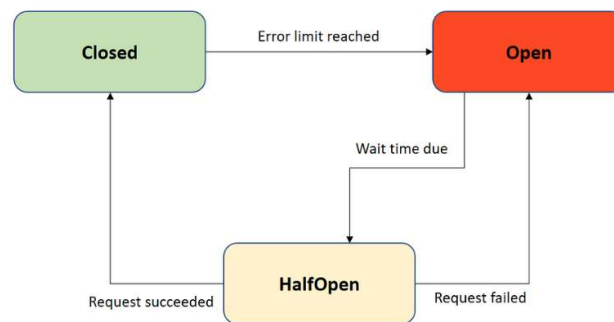 Error limit reached
Closed
Open
Wait time due
HalfOpen
Request succeeded
Request failed